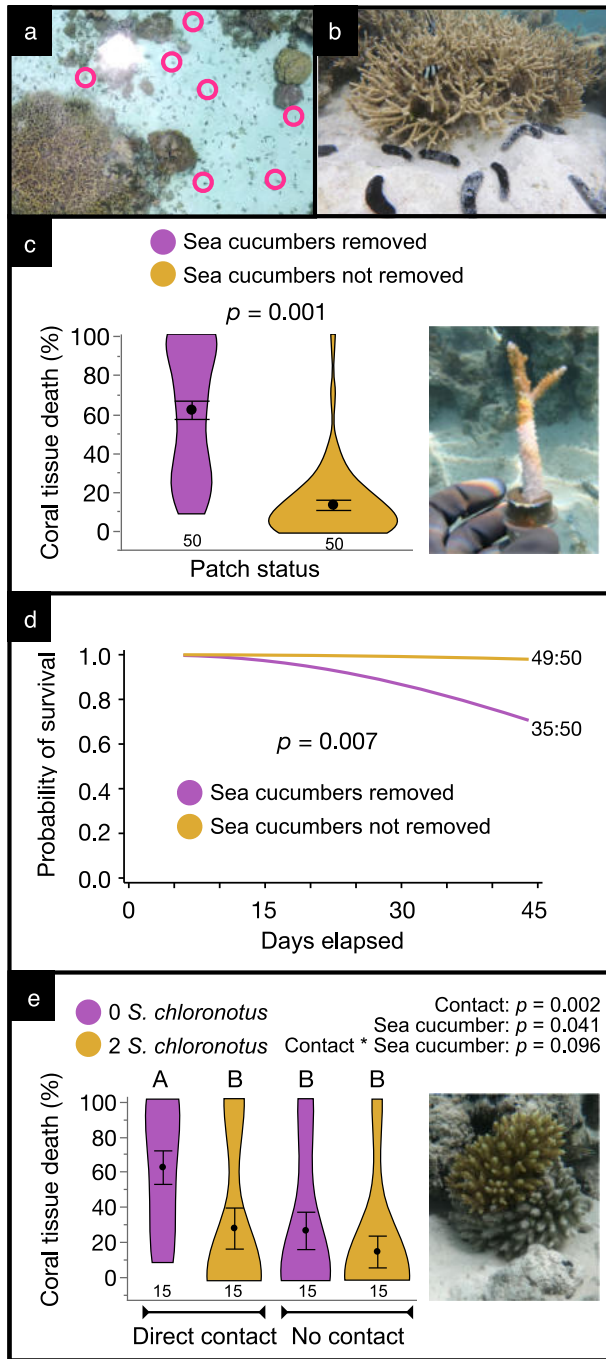 a
b
c
Sea cucumbers removed
Sea cucumbers not removed
p = 0.001
Coral tissue death (%)
100
80
60
40
20
0
50
50
Patch status
d
Probability of survival
1.0
0.8
0.6
0.4
0.2
0.0
49:50
35:50
p = 0.007
Sea cucumbers removed
Sea cucumbers not removed
0
15
30
45
Days elapsed
e
0 S. chloronotus
2 S. chloronotus
Contact: p = 0.002
Sea cucumber: p = 0.041
Contact * Sea cucumber: p = 0.096
A
B
B
B
Coral tissue death (%)
100
80
60
40
20
0
15
15
15
15
Direct contact
No contact